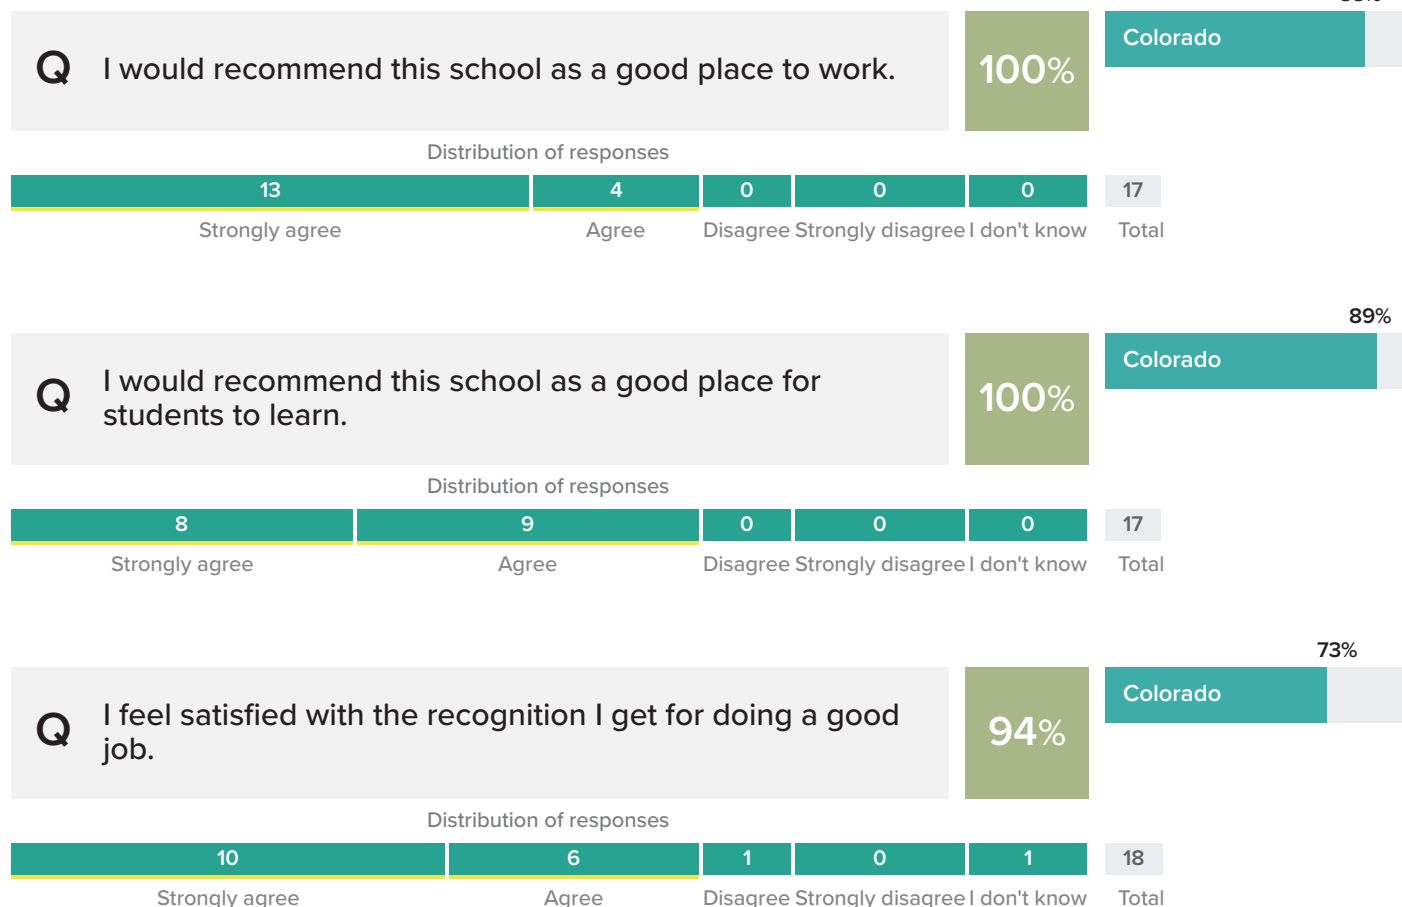 Q I would recommend this school as a good place to work.
100%
Colorado
Distribution of responses
13 4 0 0 0 17
Strongly agree Agree Disagree Strongly disagree I don't know Total
89%
Q I would recommend this school as a good place for
students to learn.
100%
Colorado
Distribution of responses
8 9 0 0 0 17
Strongly agree Agree Disagree Strongly disagree I don't know Total
73%
Q I feel satisfied with the recognition I get for doing a good
job.
94%
Colorado
Distribution of responses
10 6 1 0 1 18
Strongly agree Agree Disagree Strongly disagree I don't know Total